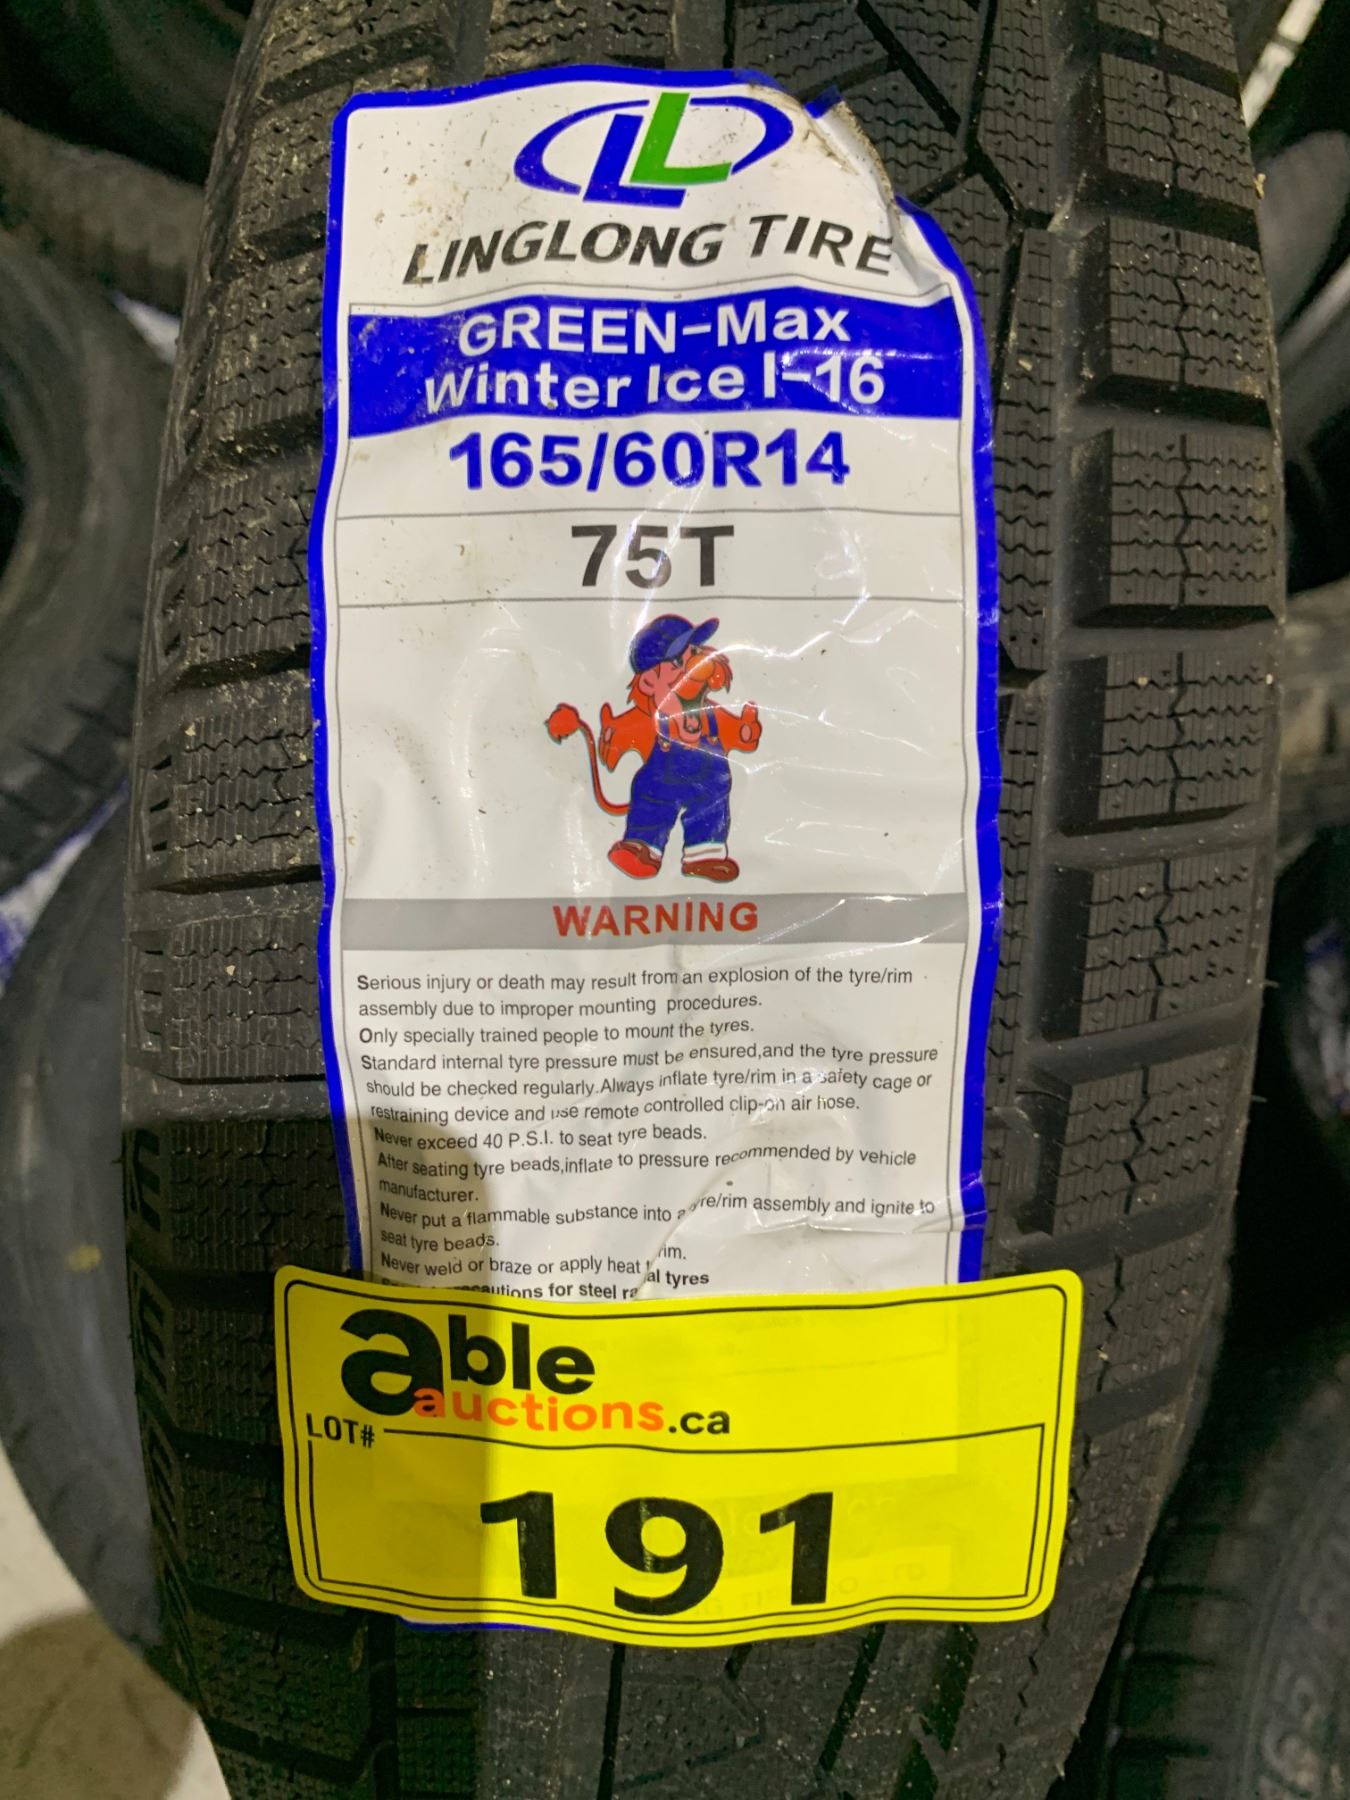 LL
LINGLONG TIRE
GREEN-Max
Winter Ice I-16
165/60R14
75T
WARNING
Serious injury or death may result from an explosion of the tyre/rim
assembly due to improper mounting procedures.
Only specially trained people to mount the tyres.
Standard internal tyre pressure must be ensured,and the tyre pressure
should be checked regularly.Always inflate tyre/rim in a safety cage or
restraining device and use remote controlled clip-on air hose.
Never exceed 40 P.S.I. to seat tyre beads.
After seating tyre beads,inflate to pressure recommended by vehicle
manufacturer.
Never put a flammable substance into a yre/rim assembly and ignite to
seat tyre beads.
Never weld or braze or apply heat rim.
for steel al tyres
able
auctions.ca
LOT#
191